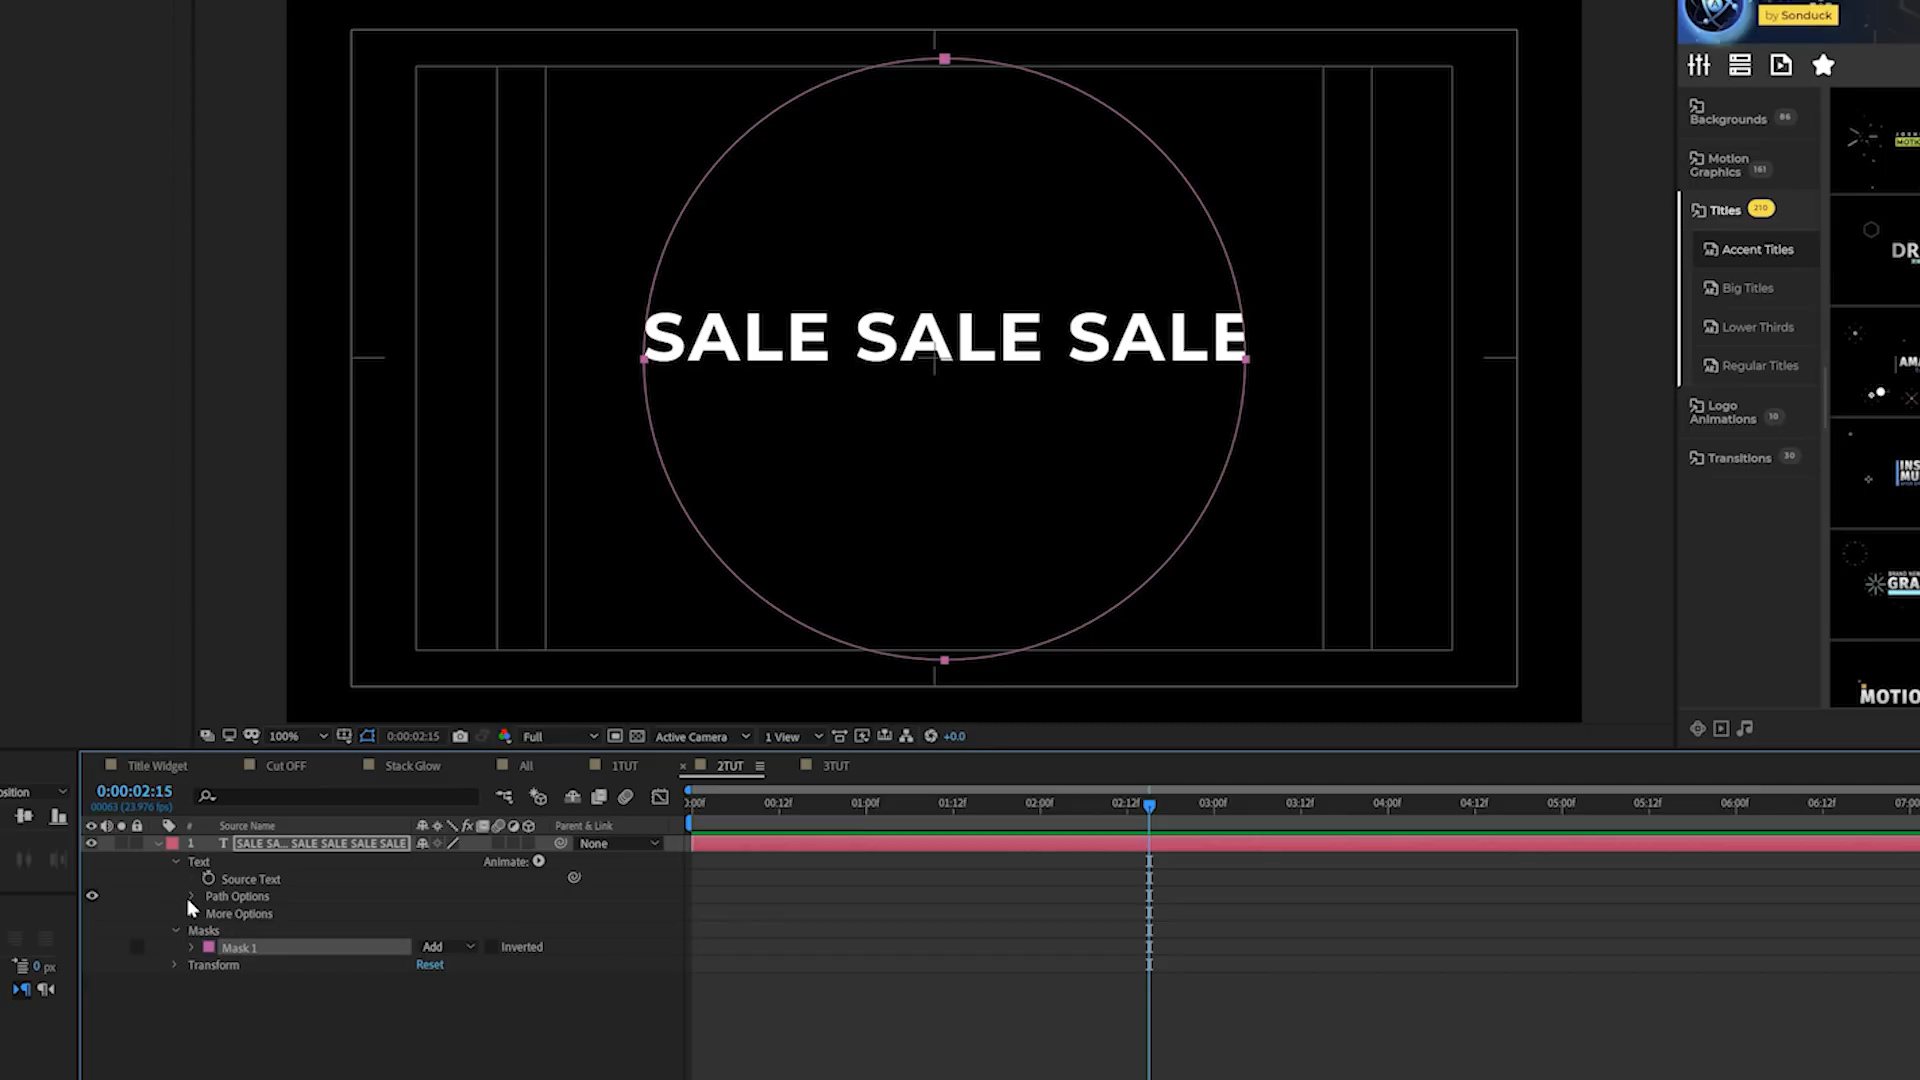 by Sonduck
Backgrounds 86
Motion Graphics 161
Titles 210
Accent Titles
Big Titles
Lower Thirds
Regular Titles
Logo Animations 10
Transitions 30
MOTIO
SALE SALE SALE
100%
0:00:02:15
Full
Active Camera
1 View
+0.0
Title Widget
Cut OFF
Stack Glow
All
1TUT
× 2TUT
3TUT
osition
0:00:02:15
00063 (23.976 fps)
0:00f 00:12f 01:00f 01:12f 02:00f 02:12f 03:00f 03:12f 04:00f 04:12f 05:00f 05:12f 06:00f 06:12f 07:00
# Source Name
fx
Parent & Link
1 T SALE SA... SALE SALE SALE SALE
None
Text
Animate:
Source Text
Path Options
More Options
Masks
Mask 1
Add
Inverted
Transform
Reset
0 px